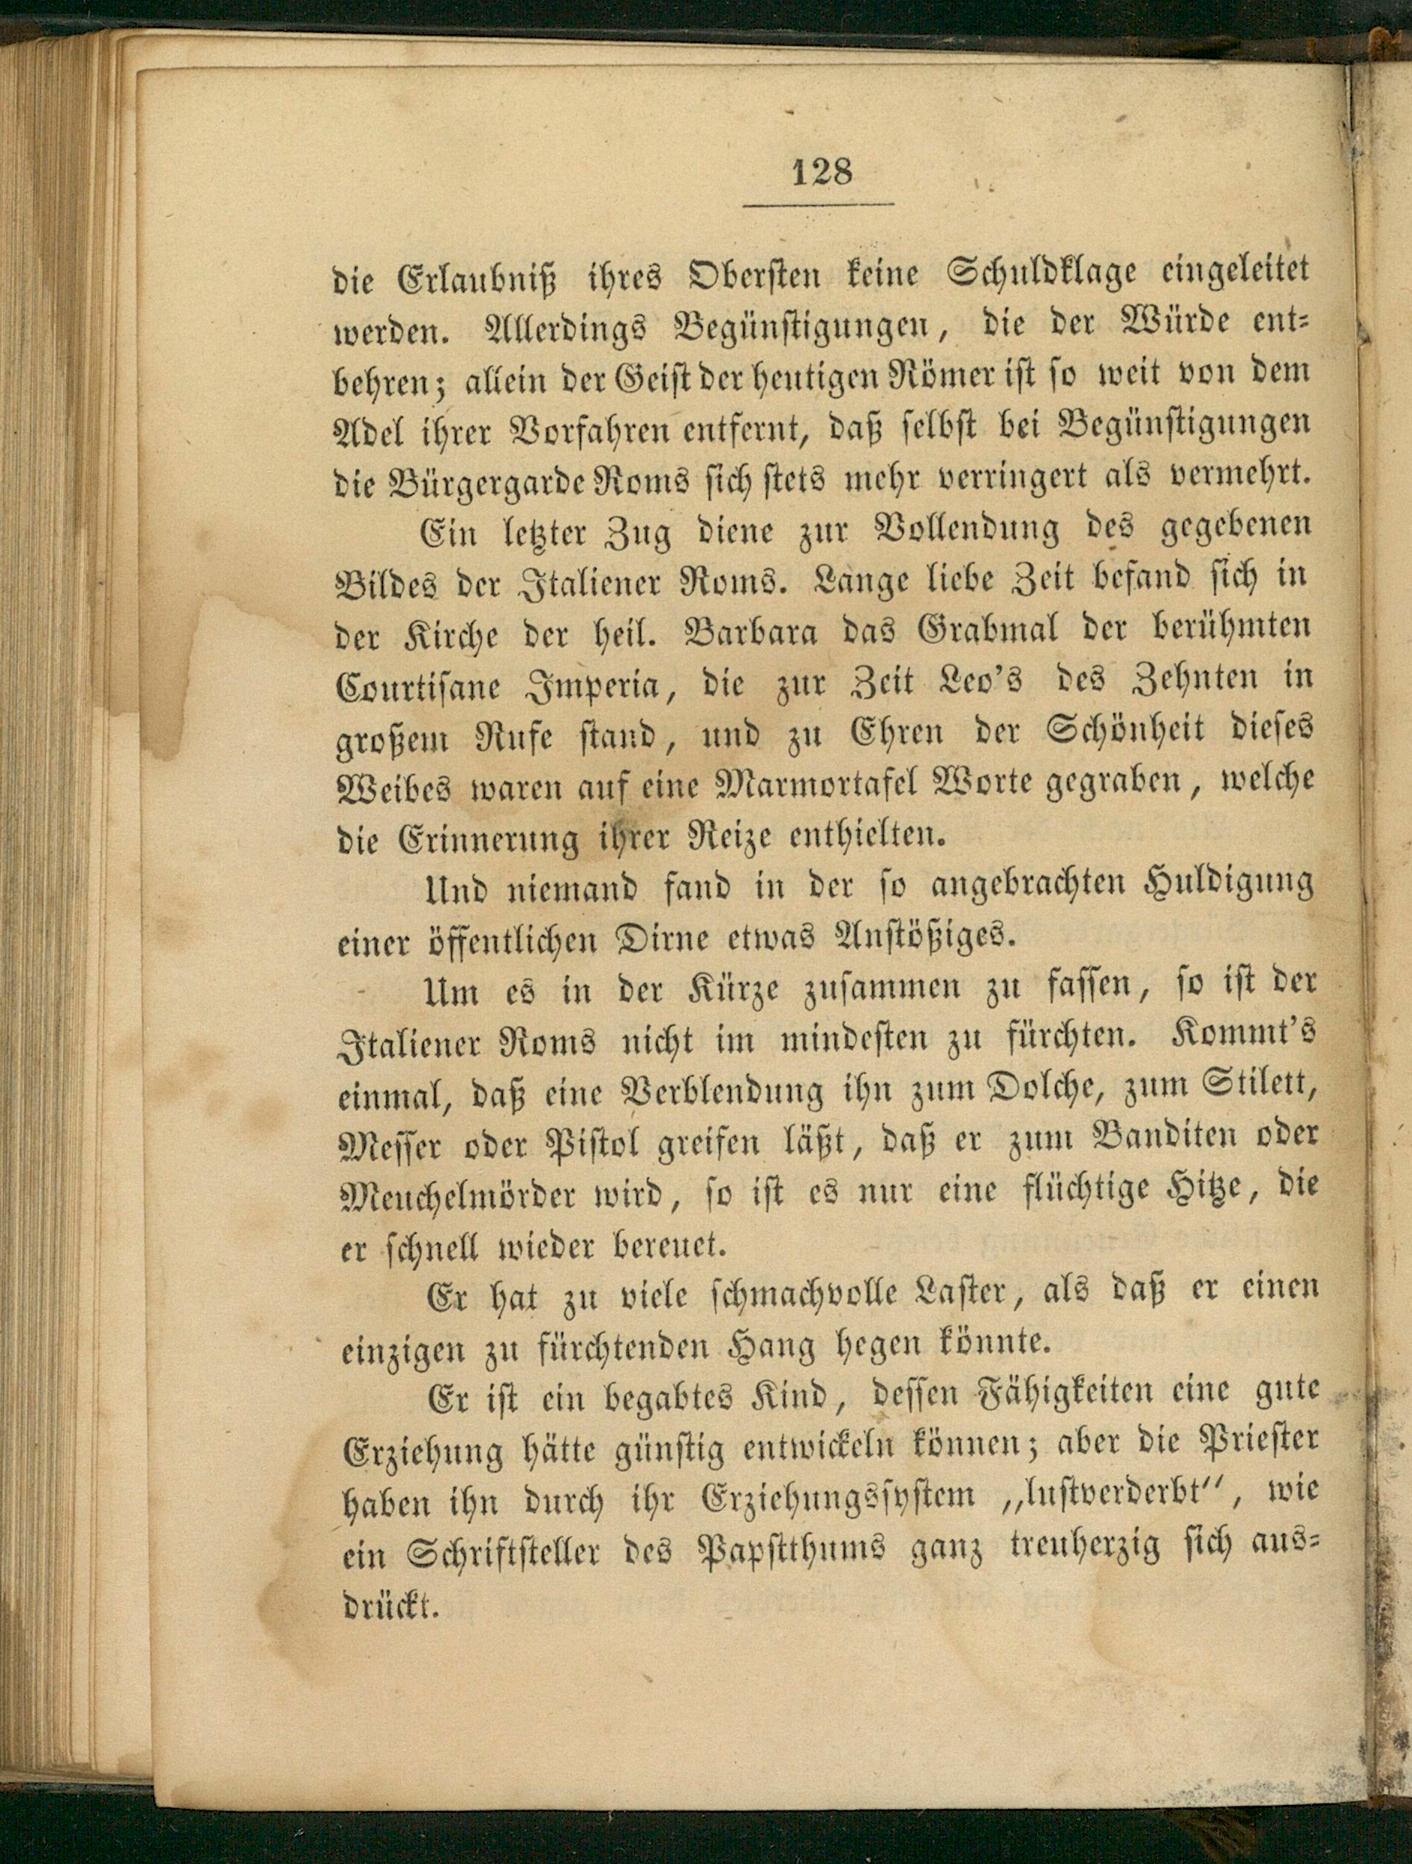 128
die Erlaubniß ihres Obersten keine Schuldklage eingeleitet
werden. Allerdings Begünstigungen, die der Würde ent-
behren; allein der Geist der heutigen Römer ist so weit von dem
Adel ihrer Vorfahren entfernt, daß selbst bei Begünstigungen
die Bürgergarde Roms sich stets mehr verringert als vermehrt.
Ein letzter Zug diene zur Vollendung des gegebenen
Bildes der Italiener Roms. Lange liebe Zeit befand sich in
der Kirche der heil. Barbara das Grabmal der berühmten
Courtisane Imperia, die zur Zeit Leo's des Zehnten in
großem Rufe stand, und zu Ehren der Schönheit dieses
Weibes waren auf eine Marmortafel Worte gegraben, welche
die Erinnerung ihrer Reize enthielten.
Und niemand fand in der so angebrachten Huldigung
einer öffentlichen Dirne etwas Anstößiges.
Um es in der Kürze zusammen zu fassen, so ist der
Italiener Roms nicht im mindesten zu fürchten. Kommt's
einmal, daß eine Verblendung ihn zum Dolche, zum Stilett,
Messer oder Pistol greifen läßt, daß er zum Banditen oder
Meuchelmörder wird, so ist es nur eine flüchtige Hitze, die
er schnell wieder bereuet.
Er hat zu viele schmachvolle Laster, als daß er einen
einzigen zu fürchtenden Hang hegen könnte.
Er ist ein begabtes Kind, dessen Fähigkeiten eine gute
Erziehung hätte günstig entwickeln können; aber die Priester
haben ihn durch ihr Erziehungssystem „lustverderbt“, wie
ein Schriftsteller des Papstthums ganz treuherzig sich aus-
drückt.